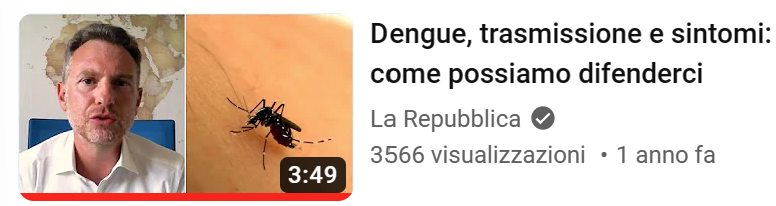 Dengue, trasmissione e sintomi:
come possiamo difenderci
La Repubblica
3566 visualizzazioni • 1 anno fa
3:49